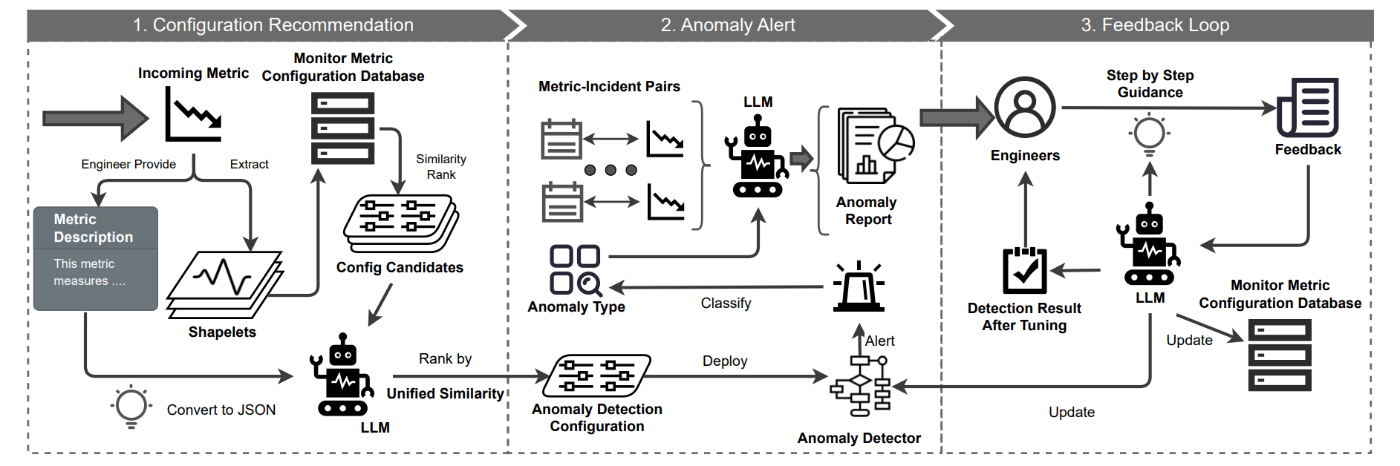 1. Configuration Recommendation
2. Anomaly Alert
3. Feedback Loop
Incoming Metric
Monitor Metric
Configuration Database
Engineer Provide
Extract
Similarity
Rank
Metric
Description
This metric
measures ....
Shapelets
Config Candidates
Convert to JSON
LLM
Rank by
Unified Similarity
Metric-Incident Pairs
LLM
Anomaly
Report
Anomaly Type
Classify
Alert
Anomaly Detection
Configuration
Deploy
Anomaly Detector
Engineers
Step by Step
Guidance
Feedback
LLM
Detection Result
After Tuning
Monitor Metric
Configuration Database
Update
Update